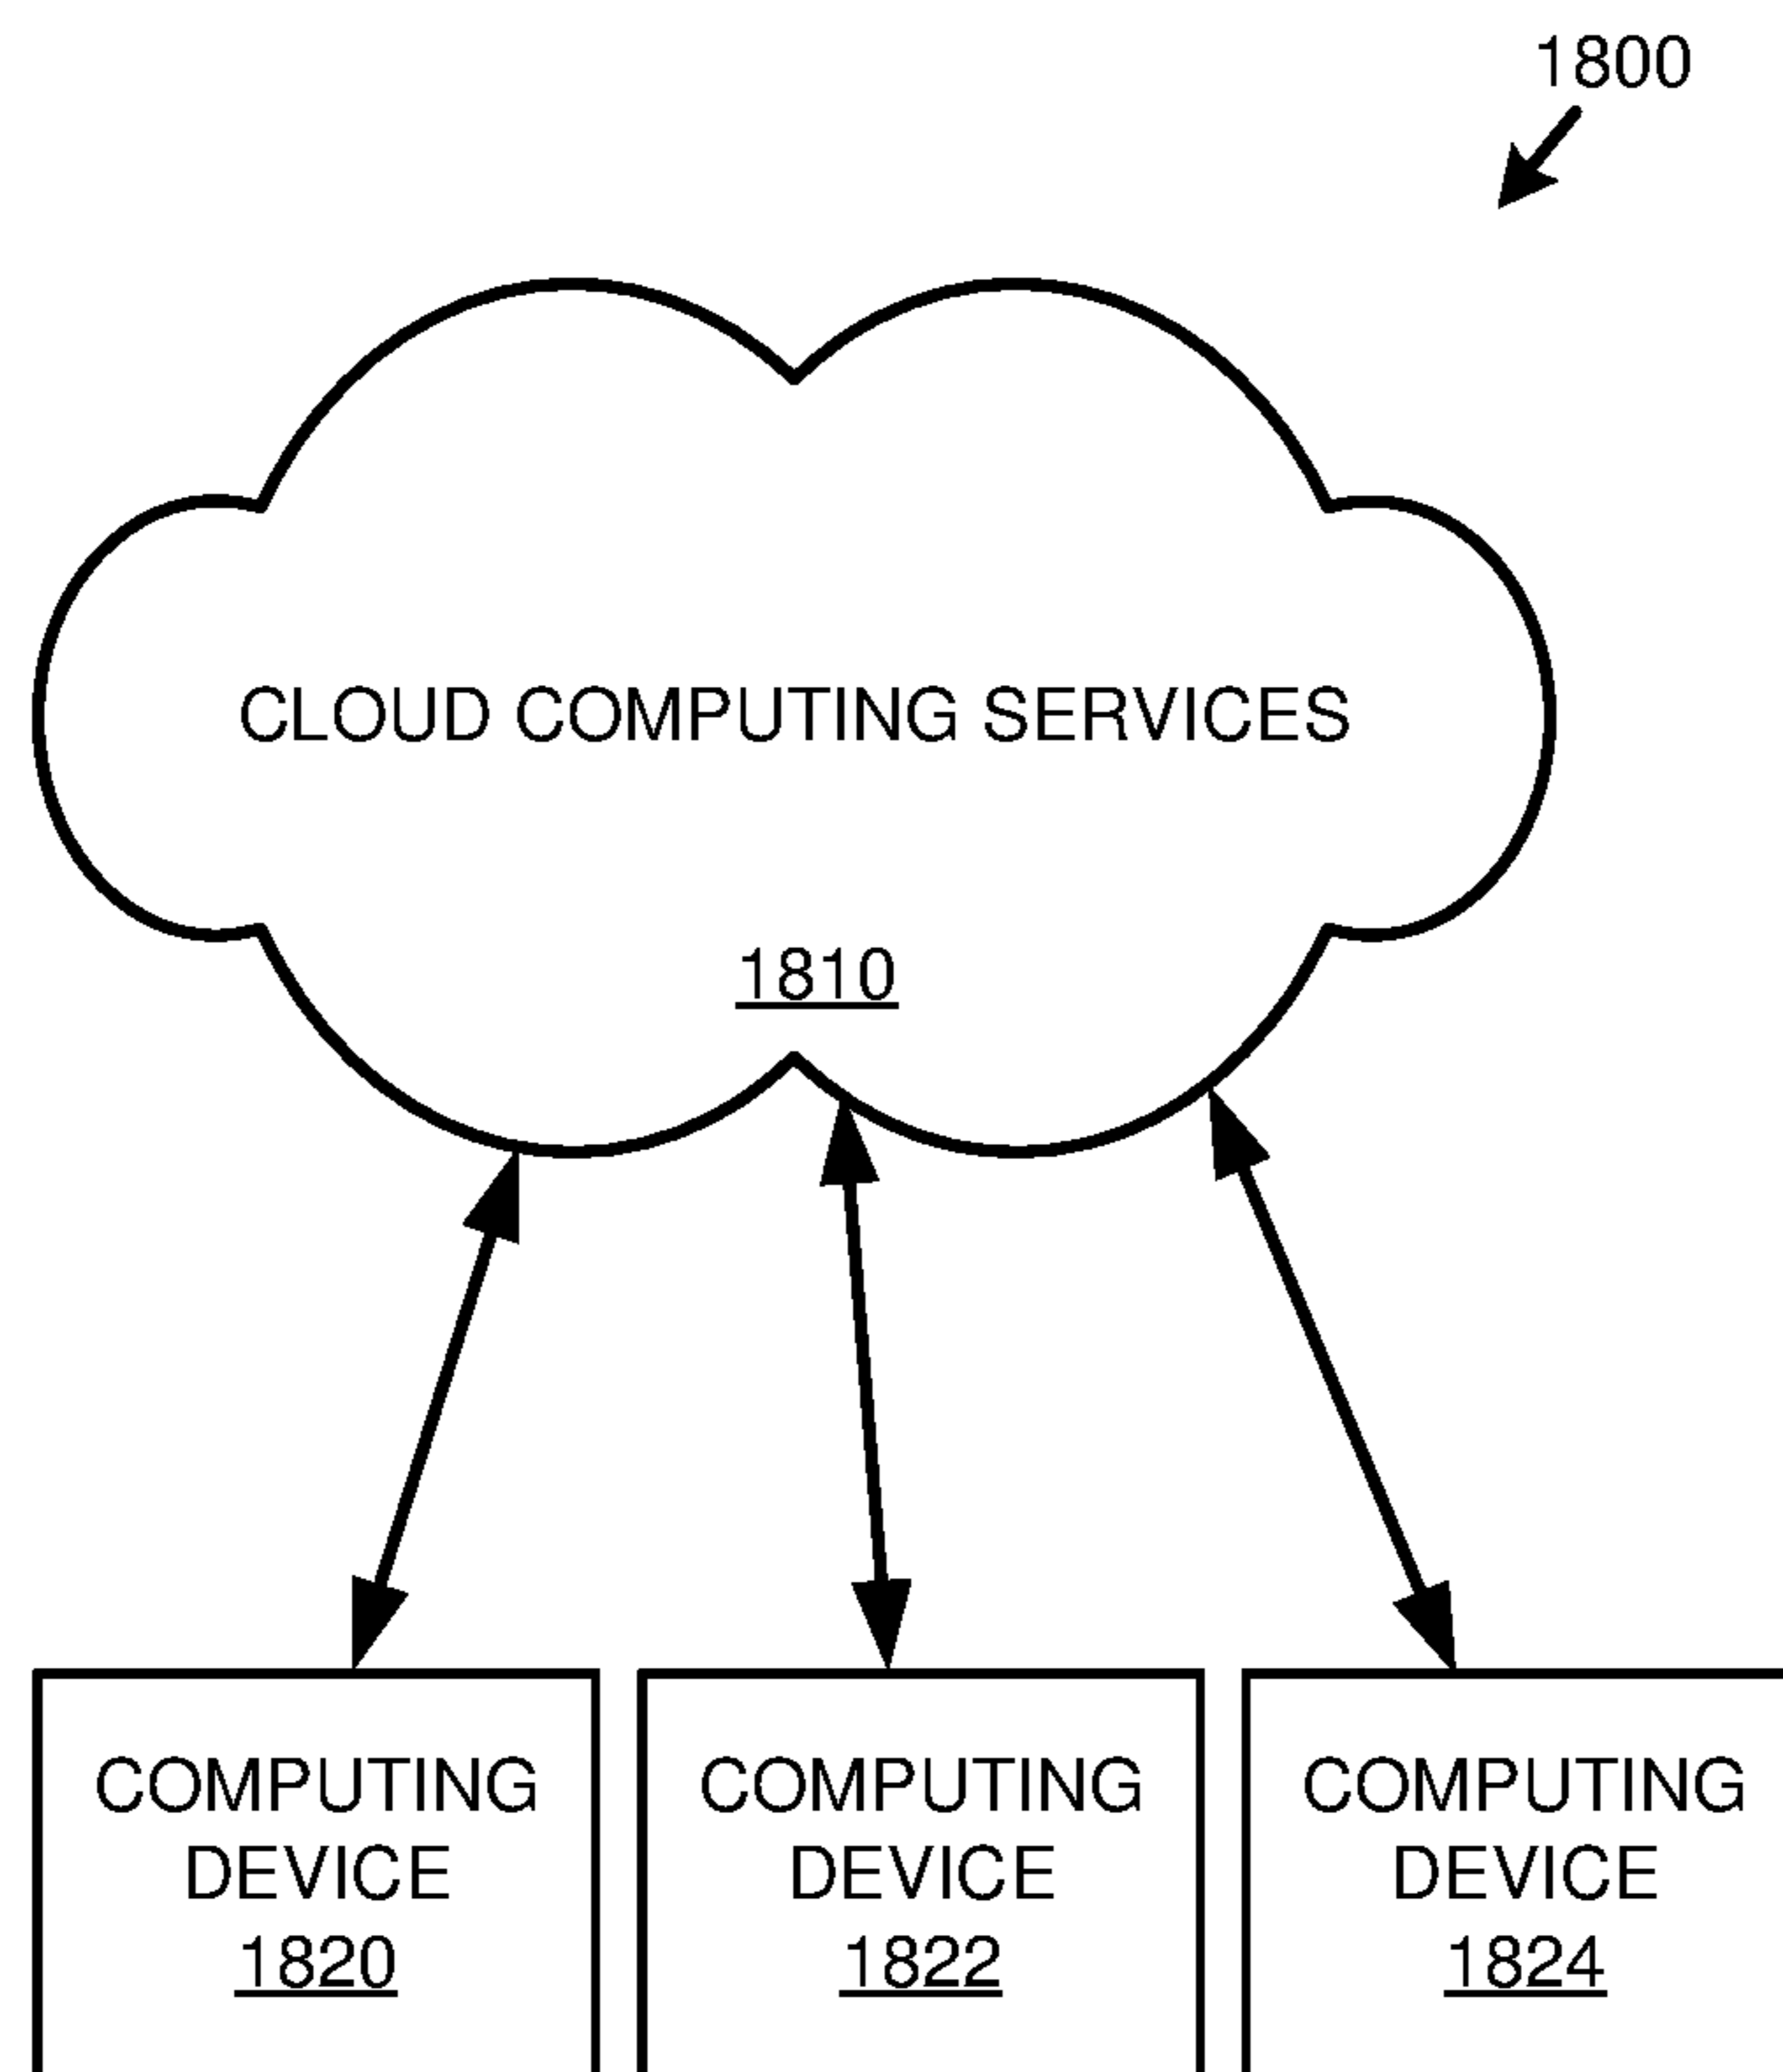 1800
CLOUD COMPUTING SERVICES
1810
COMPUTING
DEVICE
1820
COMPUTING
DEVICE
1822
COMPUTING
DEVICE
1824